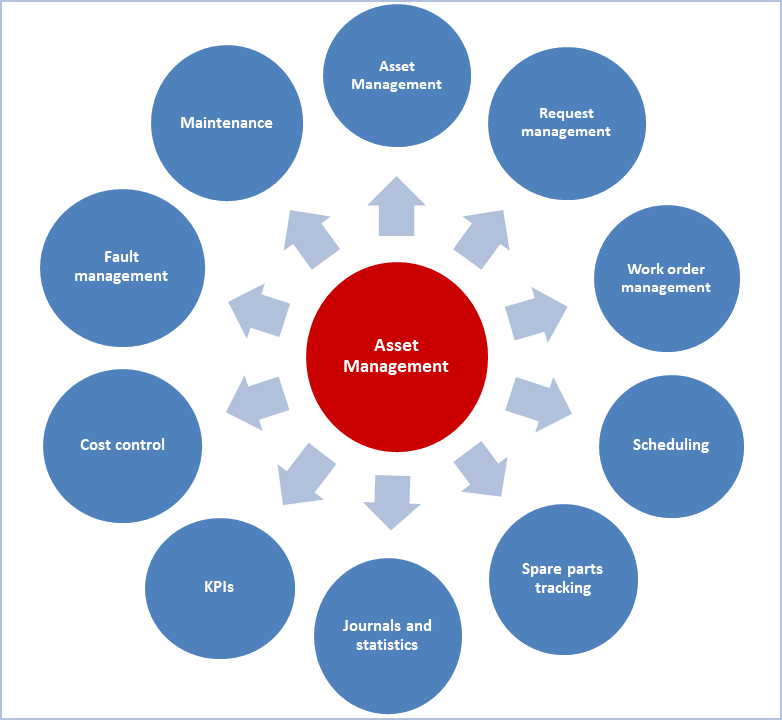 Asset
Management
Request
management
Work order
management
Scheduling
Spare parts
tracking
Journals and
statistics
KPIs
Cost control
Fault
management
Maintenance
Asset
Management